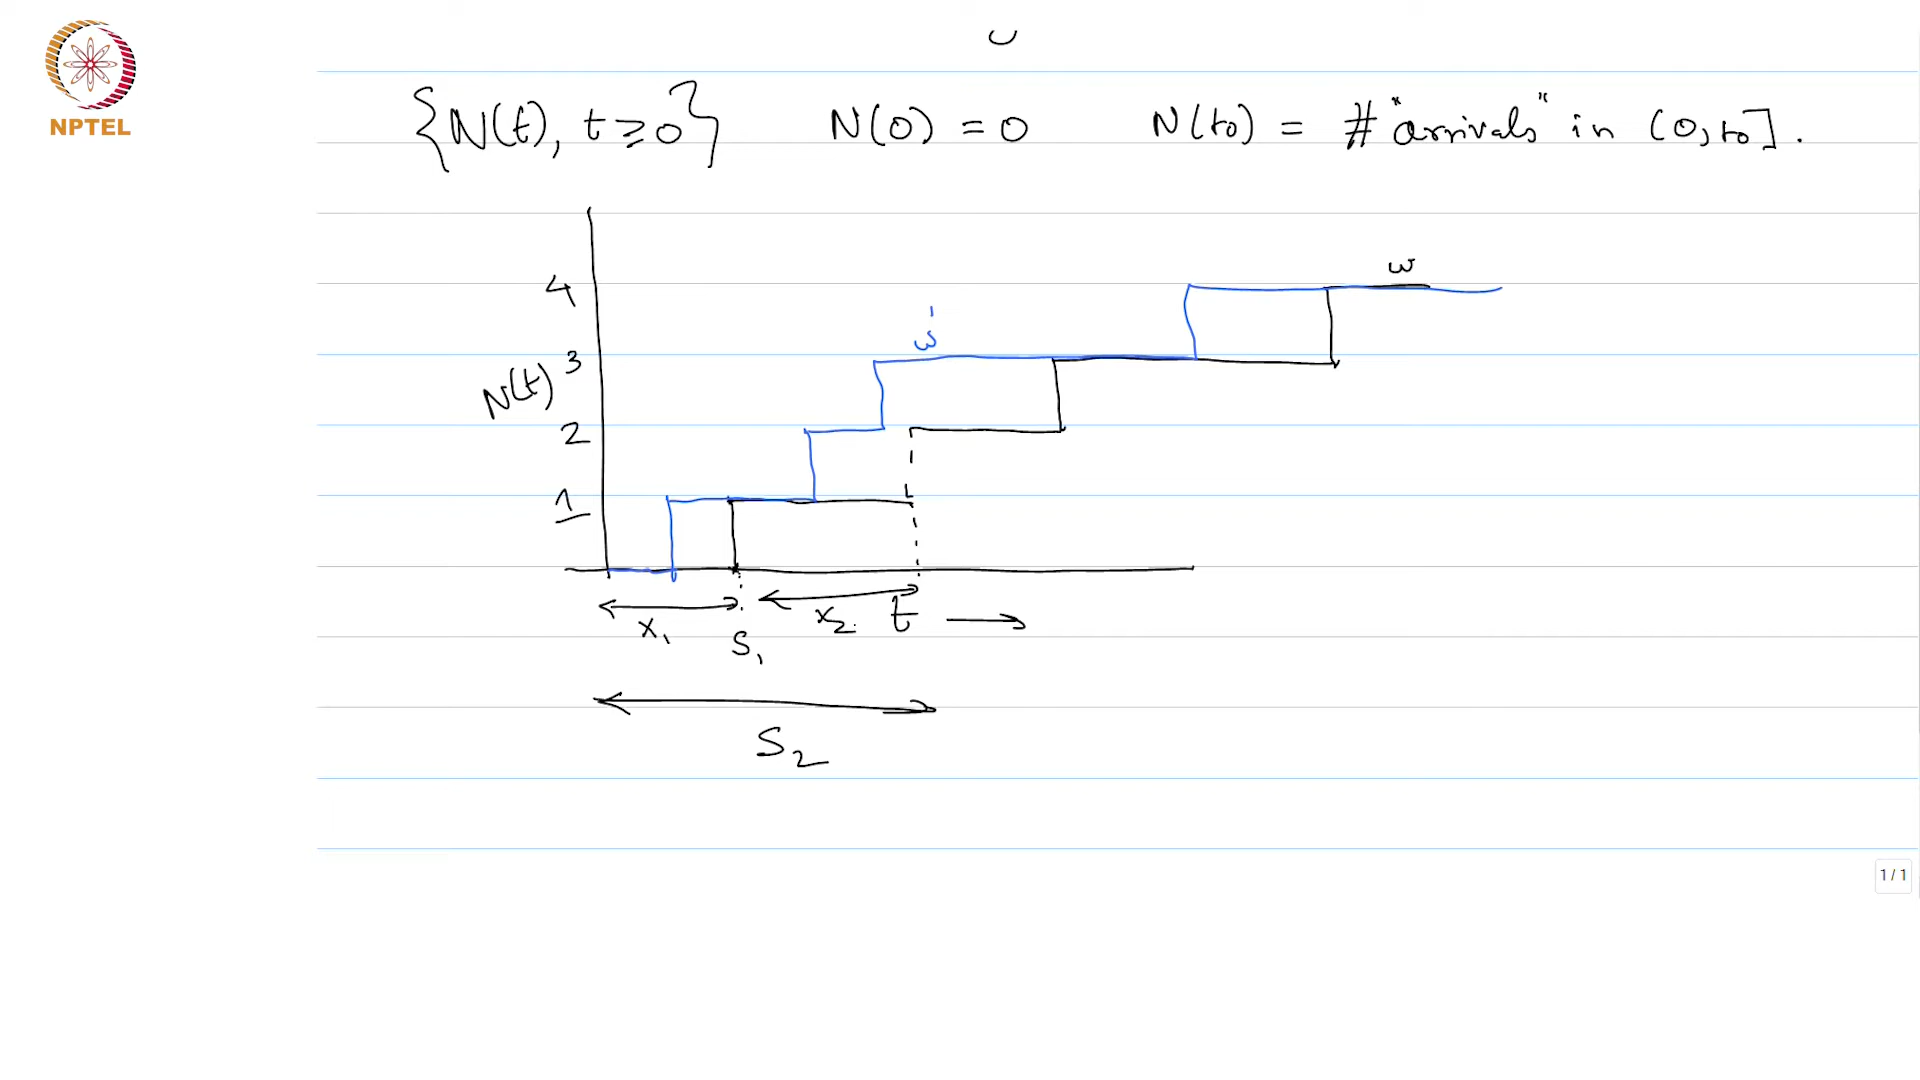 NPTEL
{N(t), t ≥ 0} N(0) = 0 N(t0) = # "arrivals" in (0, t0].
ω
4
ω'
3
N(t)
2
1
x₁ x₂. t
S₁
S₂
1 / 1